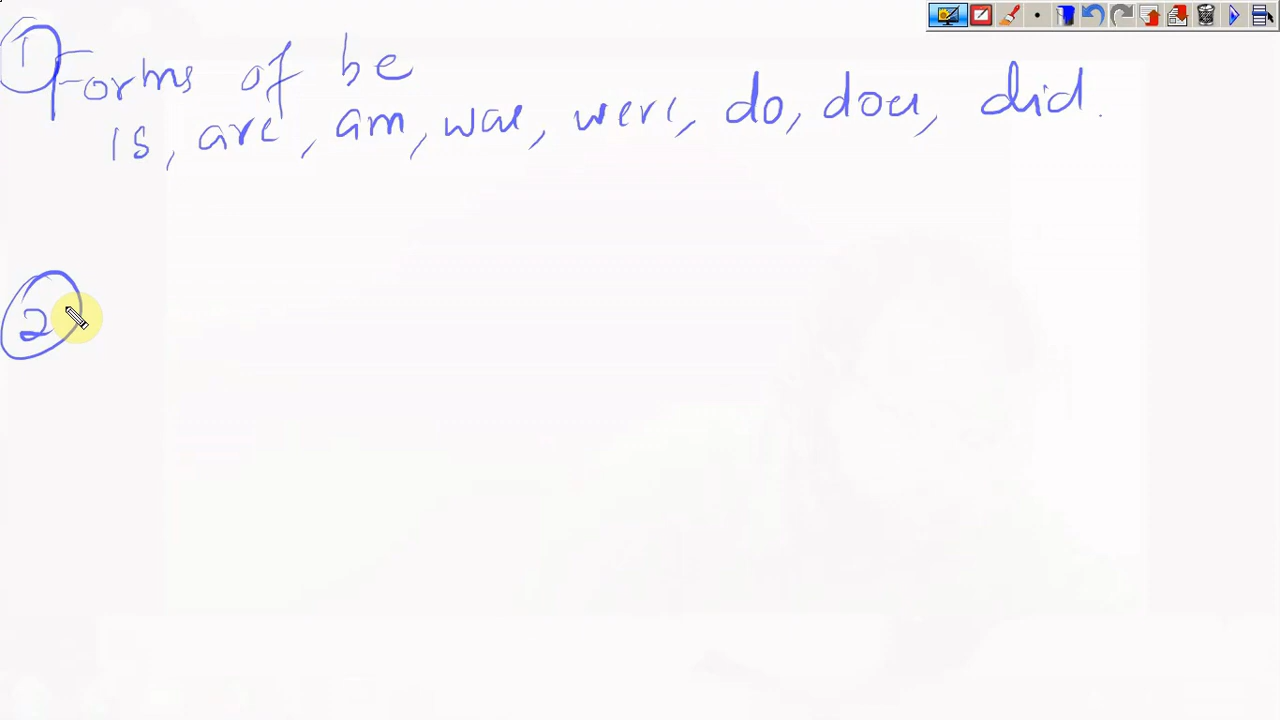 ① Forms of be
is, are, am, was, were, do, does, did.
②